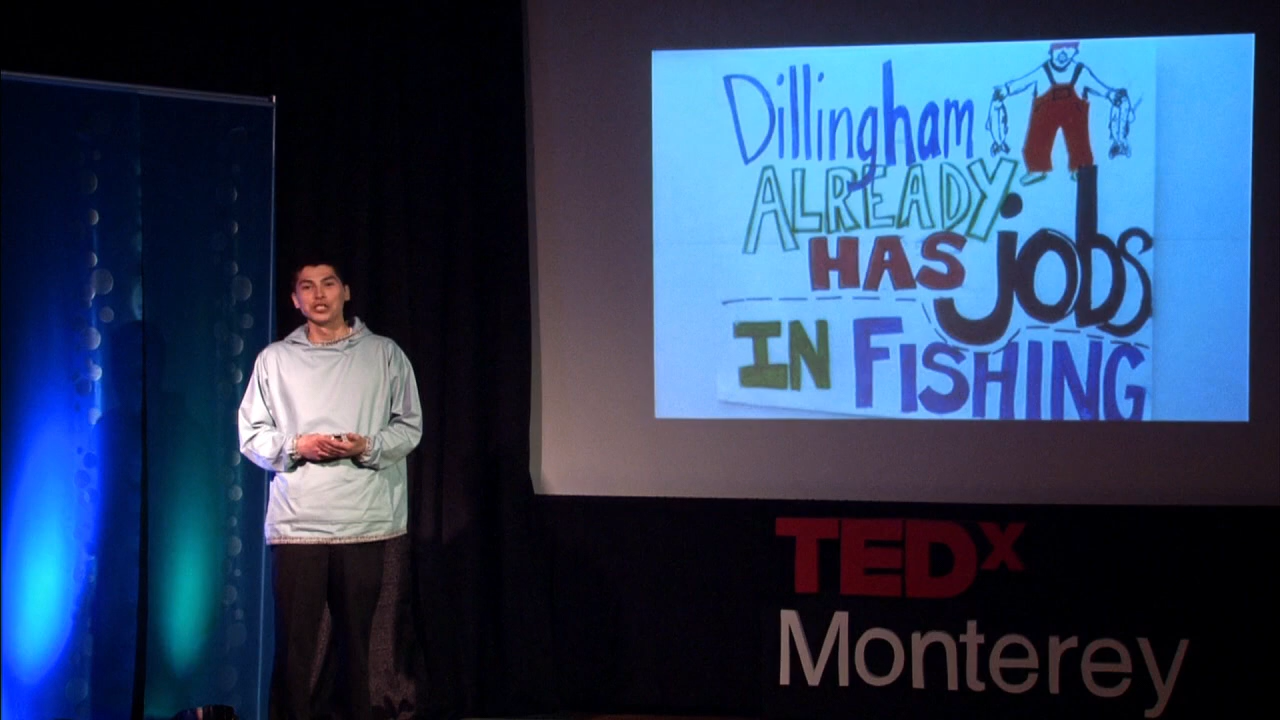 Dillingham
ALREADY
HAS jobs
IN FISHING
TEDx
Monterey